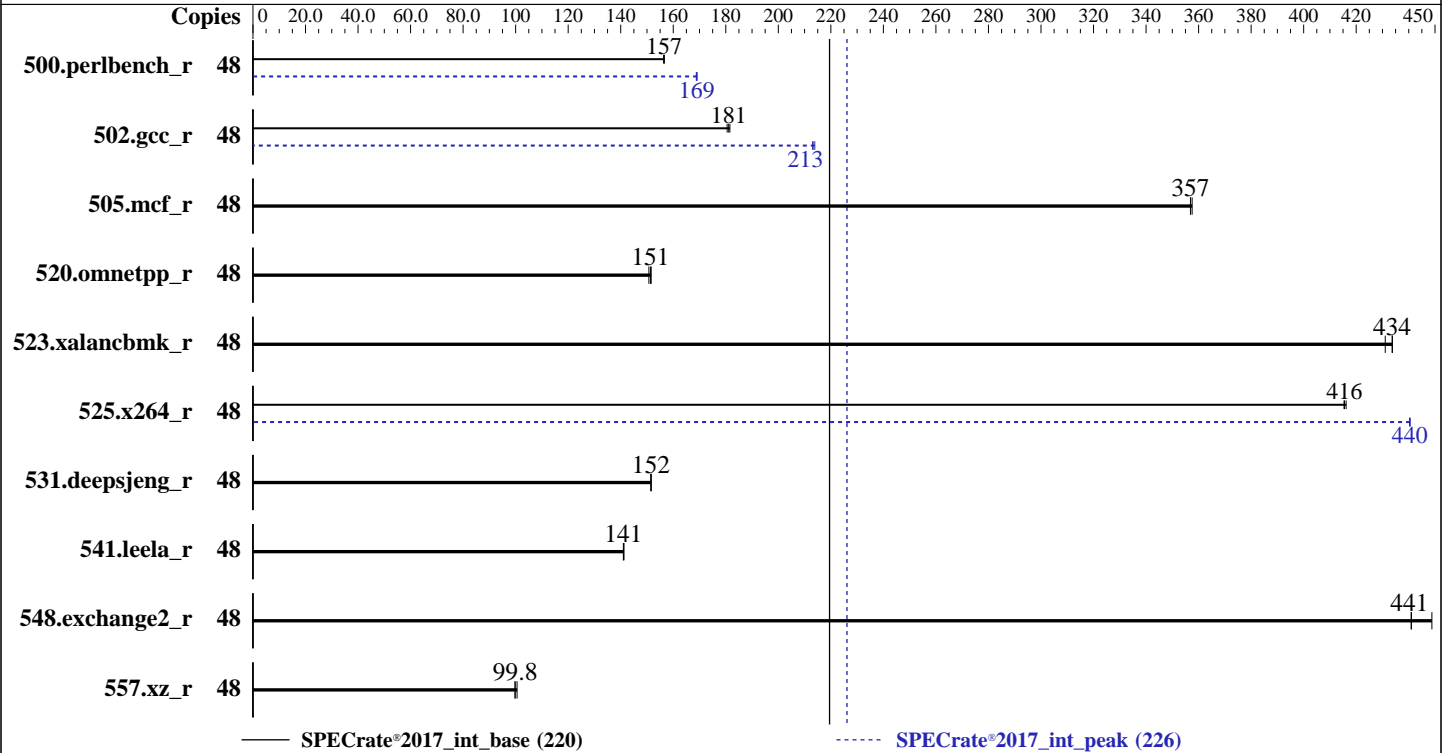 Copies 0 20.0 40.0 60.0 80.0 100 120 140 160 180 200 220 240 260 280 300 320 340 360 380 400 420 450
500.perlbench_r 48 157
169
502.gcc_r 48 181
213
505.mcf_r 48 357
520.omnetpp_r 48 151
523.xalancbmk_r 48 434
525.x264_r 48 416
440
531.deepsjeng_r 48 152
541.leela_r 48 141
548.exchange2_r 48 441
557.xz_r 48 99.8
SPECrate®2017_int_base (220) SPECrate®2017_int_peak (226)